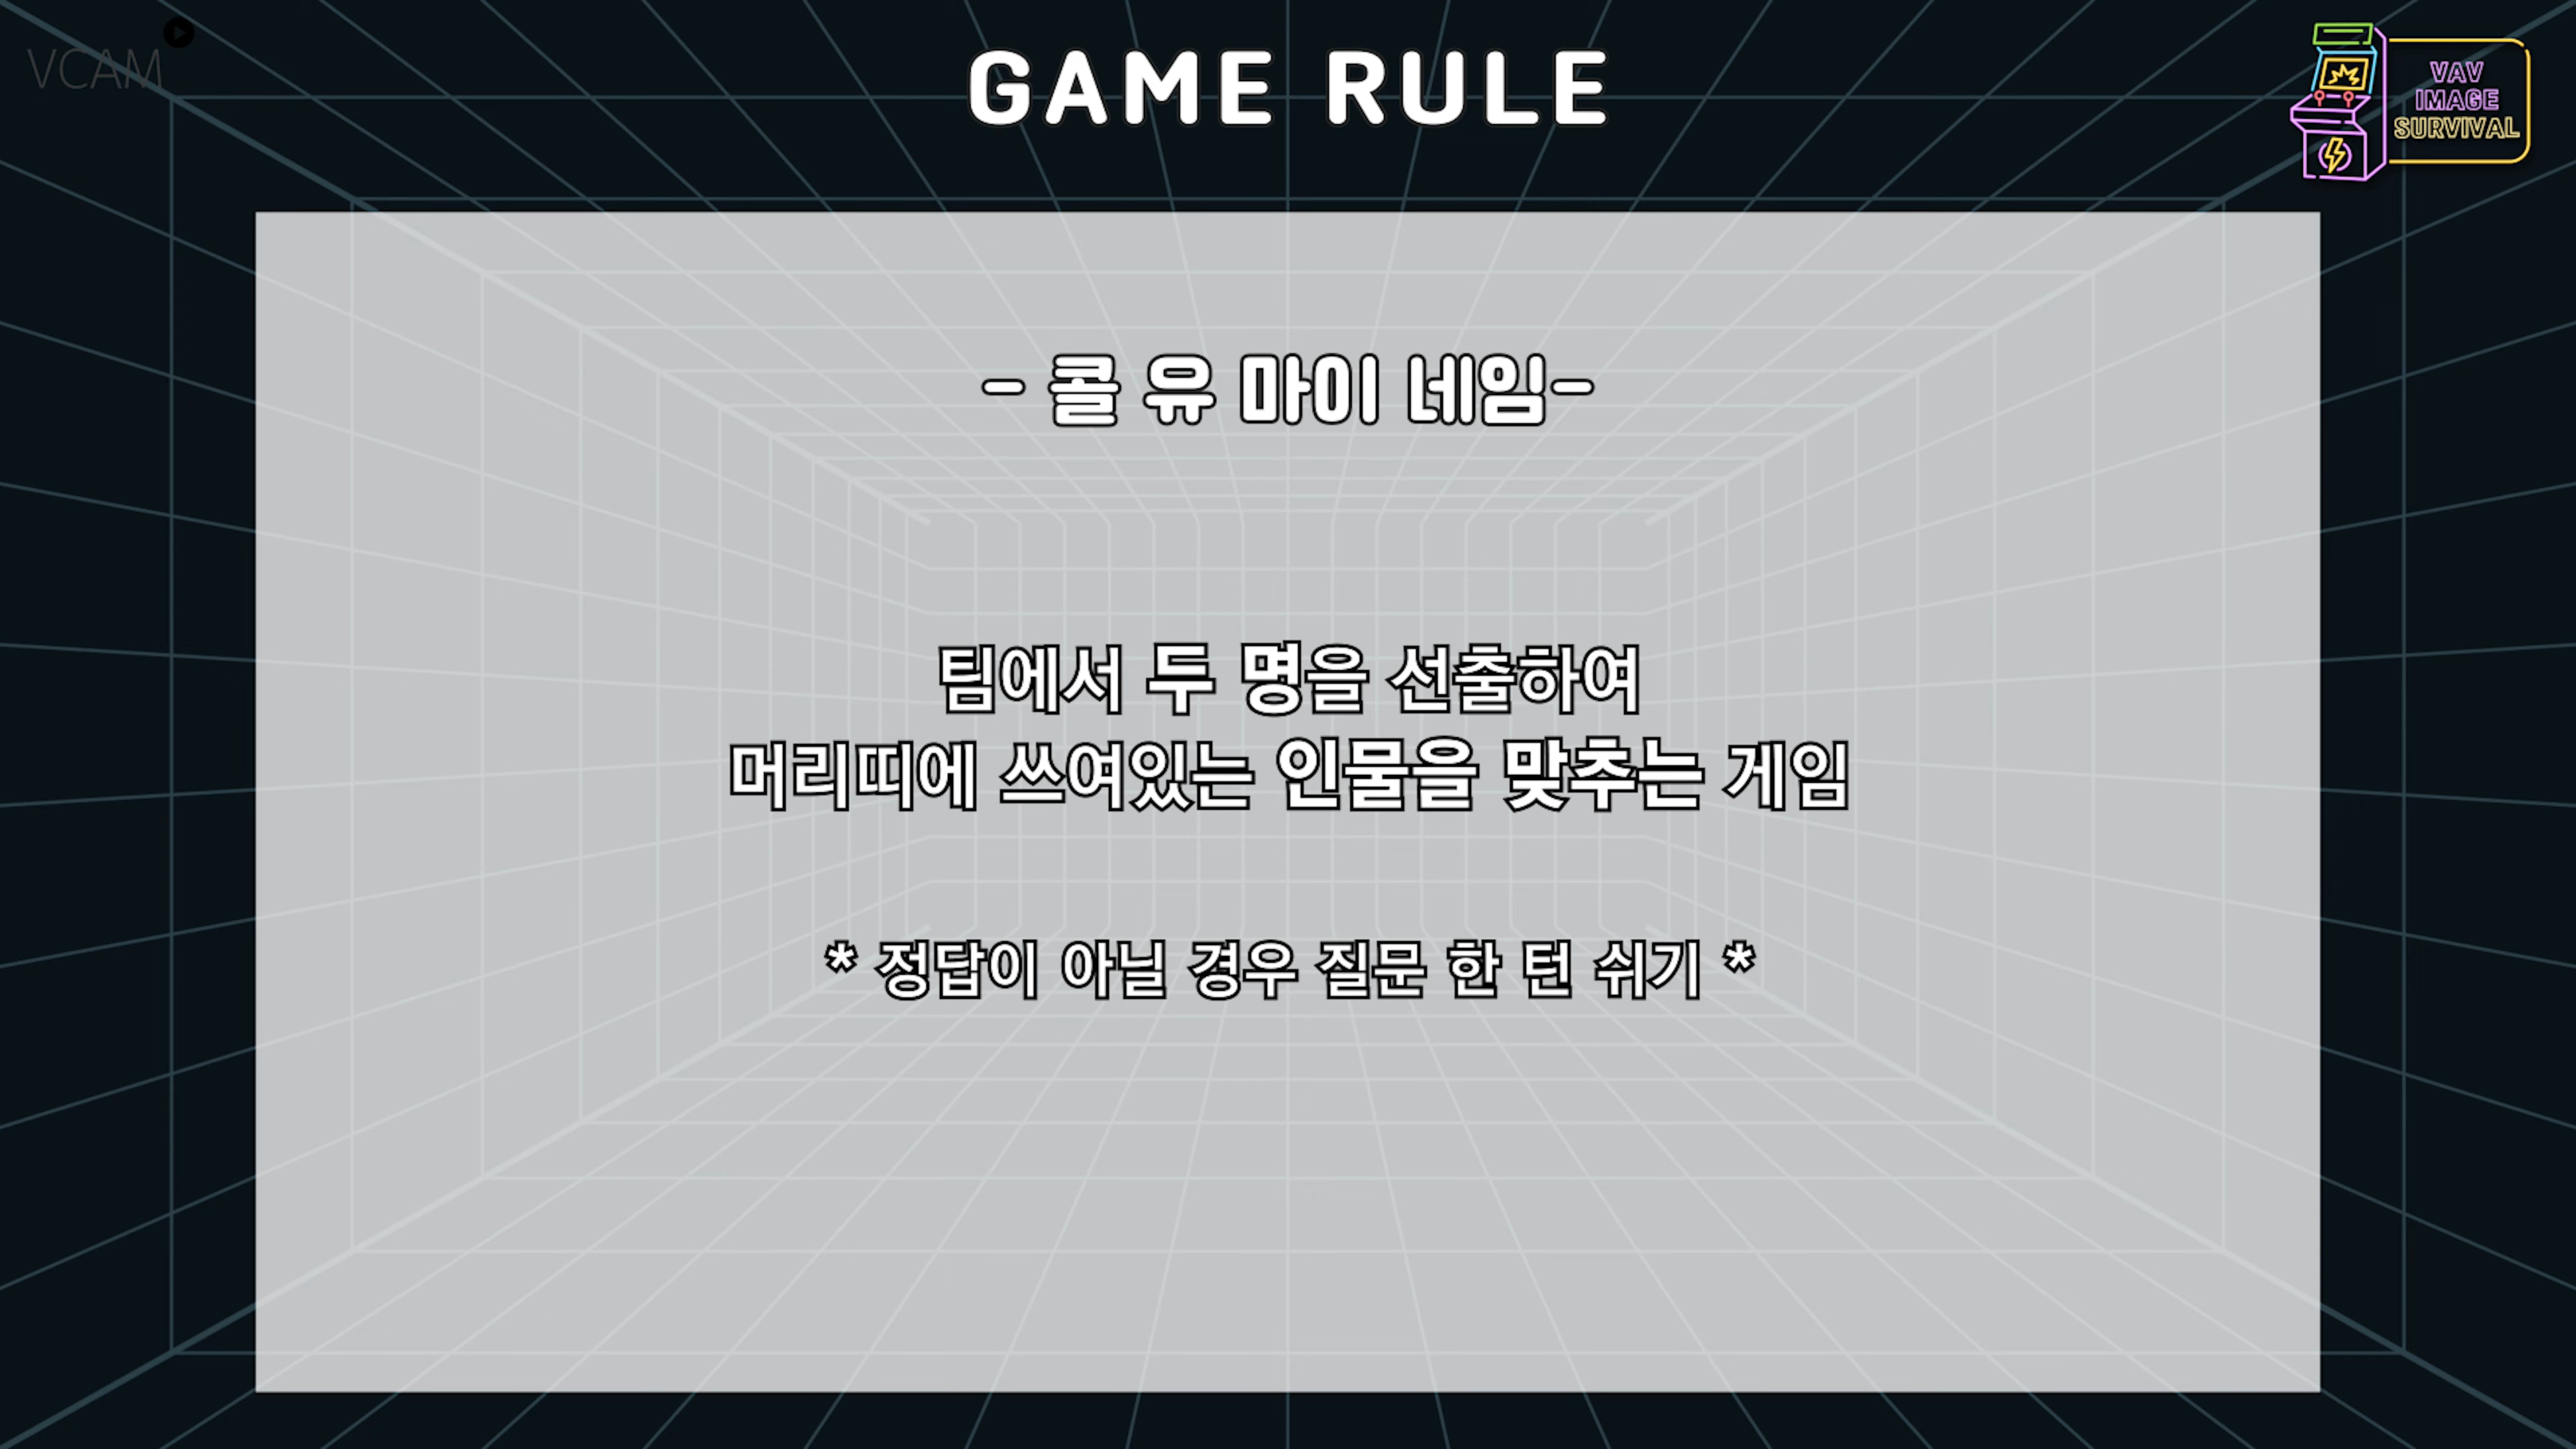 VCAM
GAME RULE
VAV
IMAGE
SURVIVAL
- 콜 유 마이 네임-
팀에서 두 명을 선출하여
머리띠에 쓰여있는 인물을 맞추는 게임
* 정답이 아닐 경우 질문 한 턴 쉬기 *